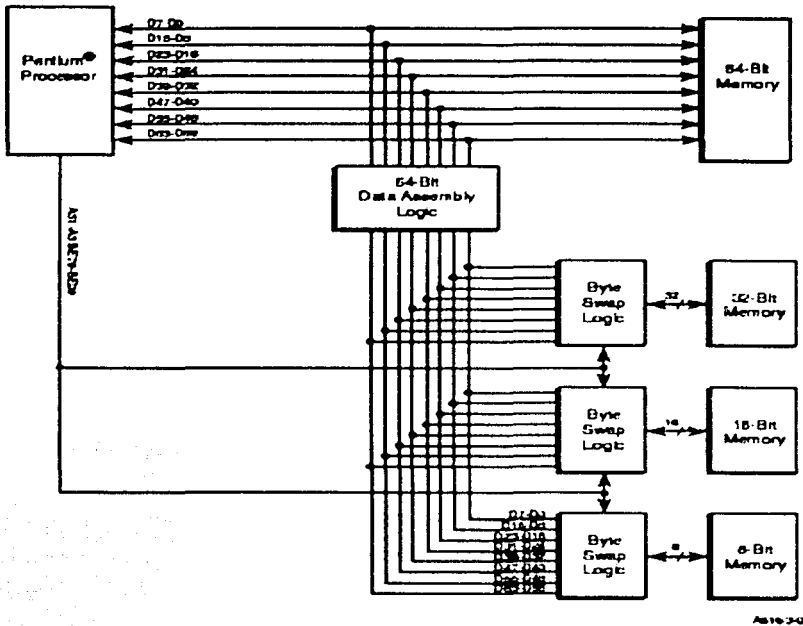 D7-D0
D15-D8
D23-D16
D31-D24
D39-D32
D47-D40
D55-D48
D63-D56
Pentium®
Processor
64-Bit
Memory
64-Bit
Data Assembly
Logic
Byte
Swap
Logic
32
32-Bit
Memory
Byte
Swap
Logic
16
16-Bit
Memory
D7-D0
D15-D8
D23-D16
D47-D40
Byte
Swap
Logic
8
8-Bit
Memory